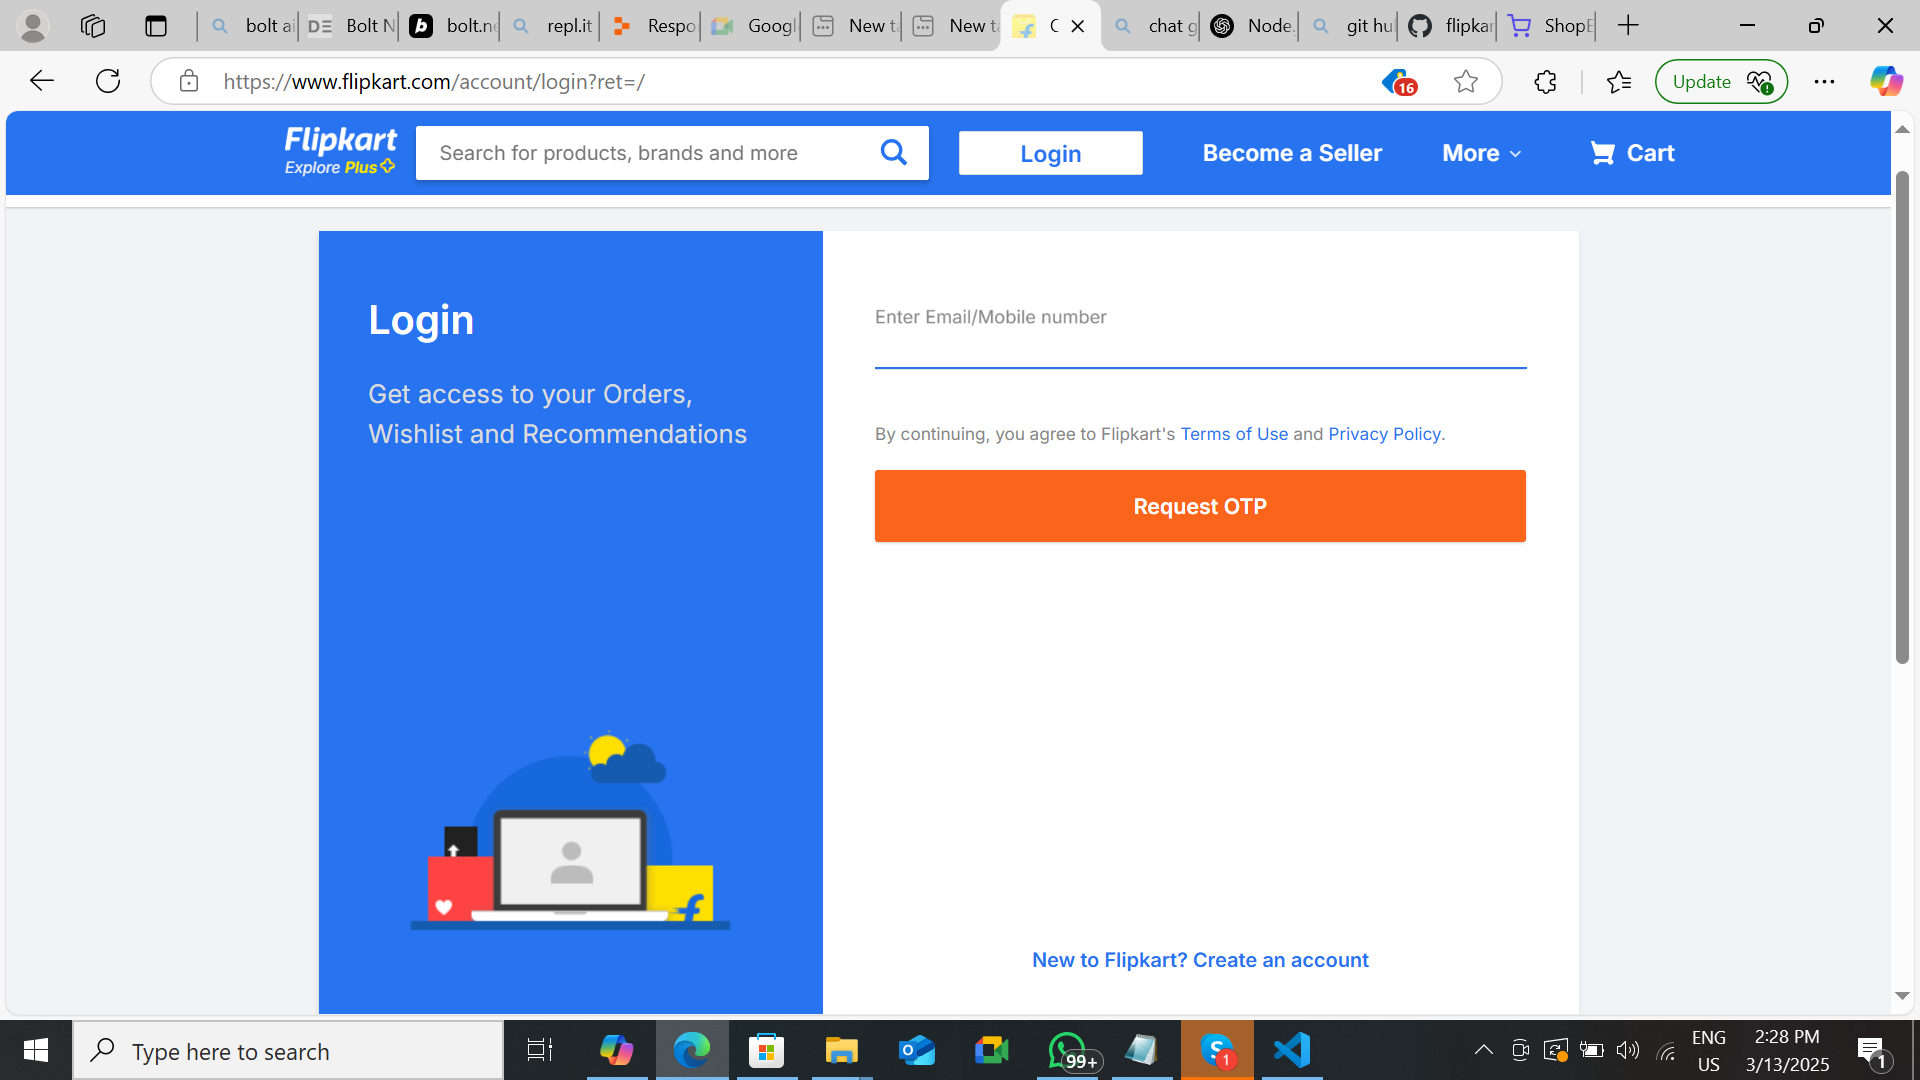 bolt ai
Bolt N
bolt.ne
repl.it
Respo
Googl
New ta
New ta
chat g
Node.
git hu
flipkar
ShopE
https://www.flipkart.com/account/login?ret=/
16
Update
Flipkart
Explore Plus
Search for products, brands and more
Login
Become a Seller
More
Cart
Login
Get access to your Orders,
Wishlist and Recommendations
Enter Email/Mobile number
By continuing, you agree to Flipkart's Terms of Use and Privacy Policy.
Request OTP
New to Flipkart? Create an account
Type here to search
99+
1
ENG
US
2:28 PM
3/13/2025
1